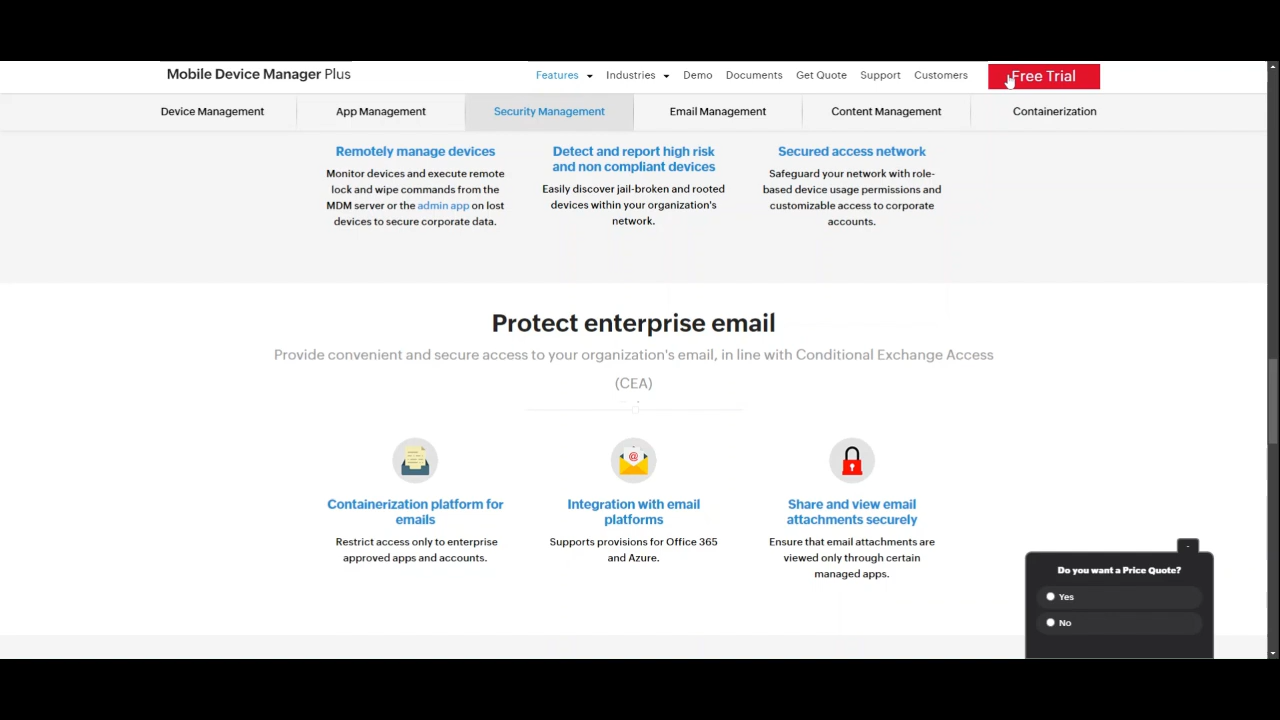 Mobile Device Manager Plus
Features Industries Demo Documents Get Quote Support Customers Free Trial
Device Management App Management Security Management Email Management Content Management Containerization
Remotely manage devices
Monitor devices and execute remote
lock and wipe commands from the
MDM server or the admin app on lost
devices to secure corporate data.
Detect and report high risk
and non compliant devices
Easily discover jail-broken and rooted
devices within your organization's
network.
Secured access network
Safeguard your network with role-
based device usage permissions and
customizable access to corporate
accounts.
Protect enterprise email
Provide convenient and secure access to your organization's email, in line with Conditional Exchange Access
(CEA)
Containerization platform for
emails
Restrict access only to enterprise
approved apps and accounts.
Integration with email
platforms
Supports provisions for Office 365
and Azure.
Share and view email
attachments securely
Ensure that email attachments are
viewed only through certain
managed apps.
Do you want a Price Quote?
Yes
No